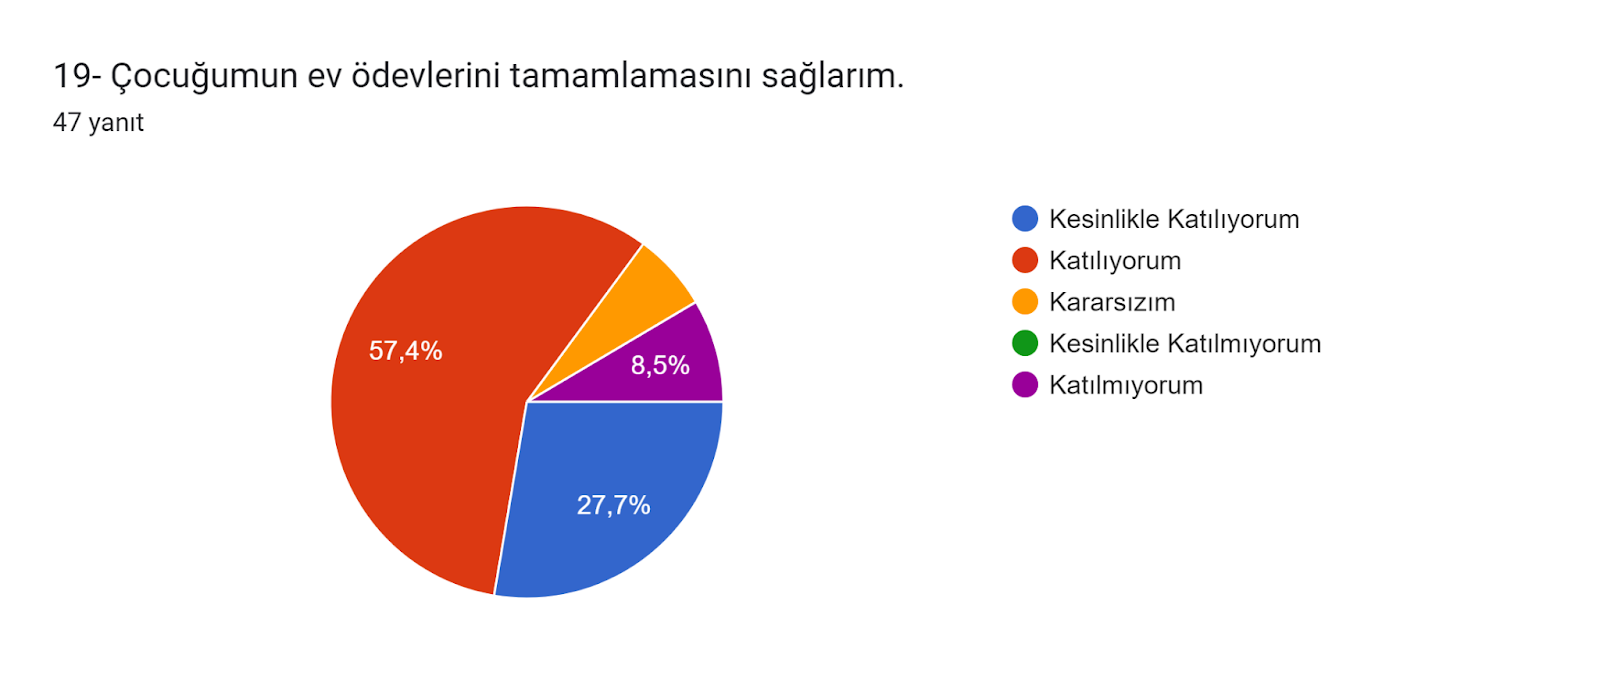 19- Çocuğumun ev ödevlerini tamamlamasını sağlarım.
47 yanıt
57,4%
8,5%
27,7%
Kesinlikle Katılıyorum
Katılıyorum
Kararsızım
Kesinlikle Katılmıyorum
Katılmıyorum